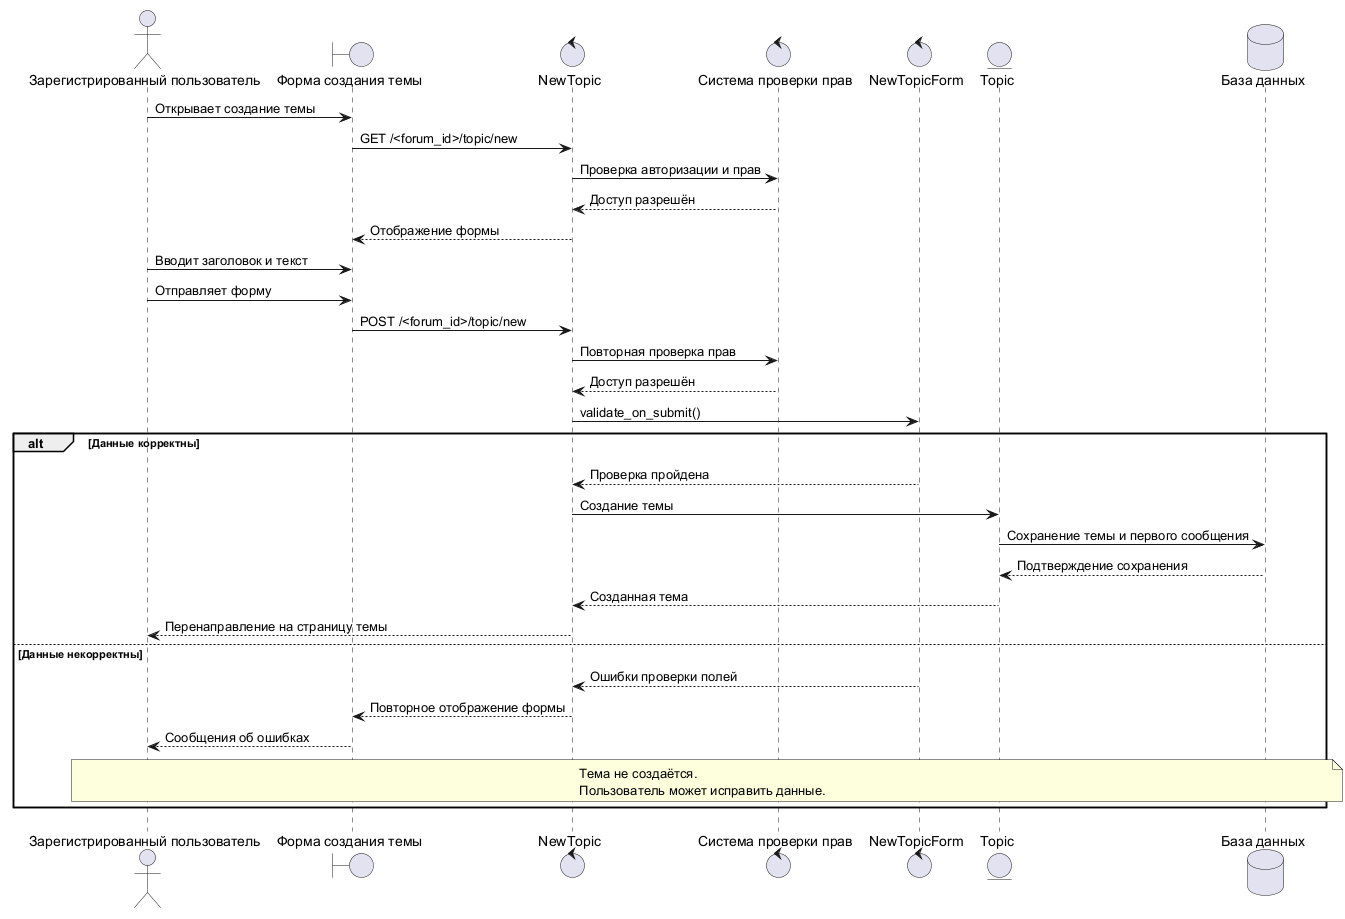 Зарегистрированный пользователь
Форма создания темы
NewTopic
Система проверки прав
NewTopicForm
Topic
База данных
Открывает создание темы
GET /<forum_id>/topic/new
Проверка авторизации и прав
Доступ разрешён
Отображение формы
Вводит заголовок и текст
Отправляет форму
POST /<forum_id>/topic/new
Повторная проверка прав
Доступ разрешён
validate_on_submit()
alt
[Данные корректны]
Проверка пройдена
Создание темы
Сохранение темы и первого сообщения
Подтверждение сохранения
Созданная тема
Перенаправление на страницу темы
[Данные некорректны]
Ошибки проверки полей
Повторное отображение формы
Сообщения об ошибках
Тема не создаётся.
Пользователь может исправить данные.
Зарегистрированный пользователь
Форма создания темы
NewTopic
Система проверки прав
NewTopicForm
Topic
База данных